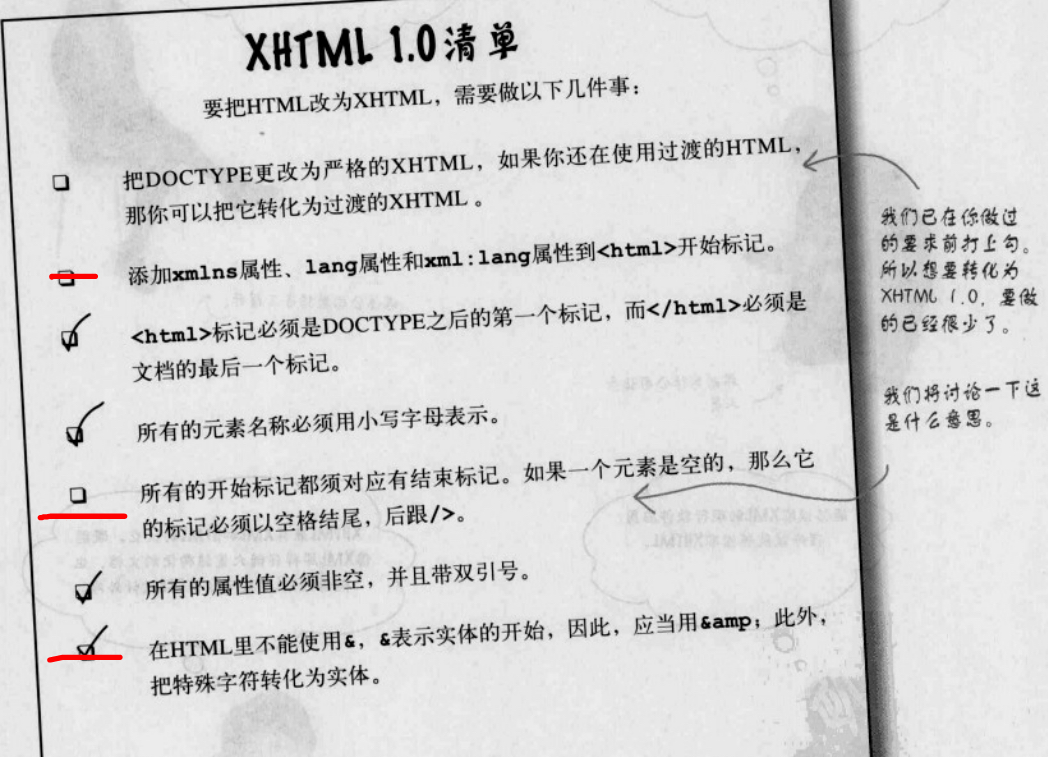 XHTML 1.0清单
要把HTML改为XHTML，需要做以下几件事：
把DOCTYPE更改为严格的XHTML，如果你还在使用过渡的HTML，
那你可以把它转化为过渡的XHTML。
添加xmlns属性、lang属性和xml:lang属性到<html>开始标记。
<html>标记必须是DOCTYPE之后的第一个标记，而</html>必须是
文档的最后一个标记。
所有的元素名称必须用小写字母表示。
所有的开始标记都须对应有结束标记。如果一个元素是空的，那么它
的标记必须以空格结尾，后跟/>。
所有的属性值必须非空，并且带双引号。
在HTML里不能使用&，&表示实体的开始，因此，应当用&amp;此外，
把特殊字符转化为实体。
我们已在你做过
的要求前打上勾。
所以想要转化为
XHTML 1.0，要做
的已经很少了。
我们将讨论一下这
是什么意思。